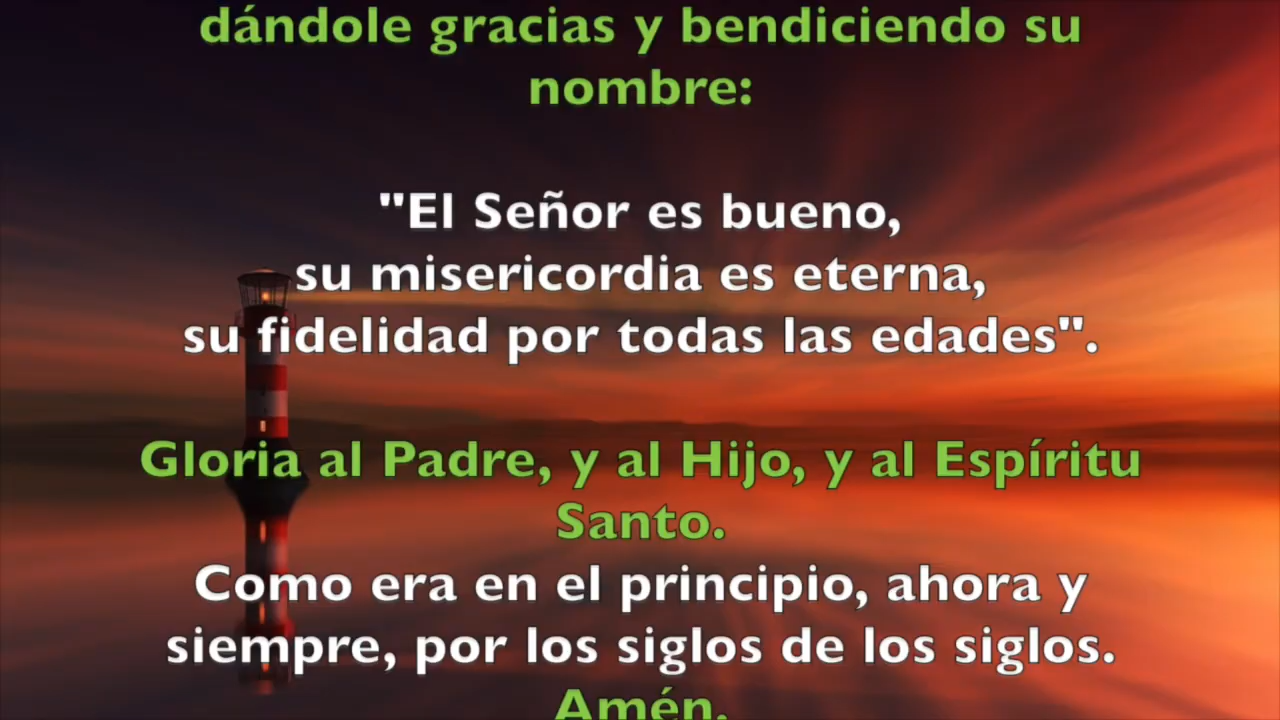 dándole gracias y bendiciendo su
nombre:
"El Señor es bueno,
su misericordia es eterna,
su fidelidad por todas las edades".
Gloria al Padre, y al Hijo, y al Espíritu
Santo.
Como era en el principio, ahora y
siempre, por los siglos de los siglos.
Amén.